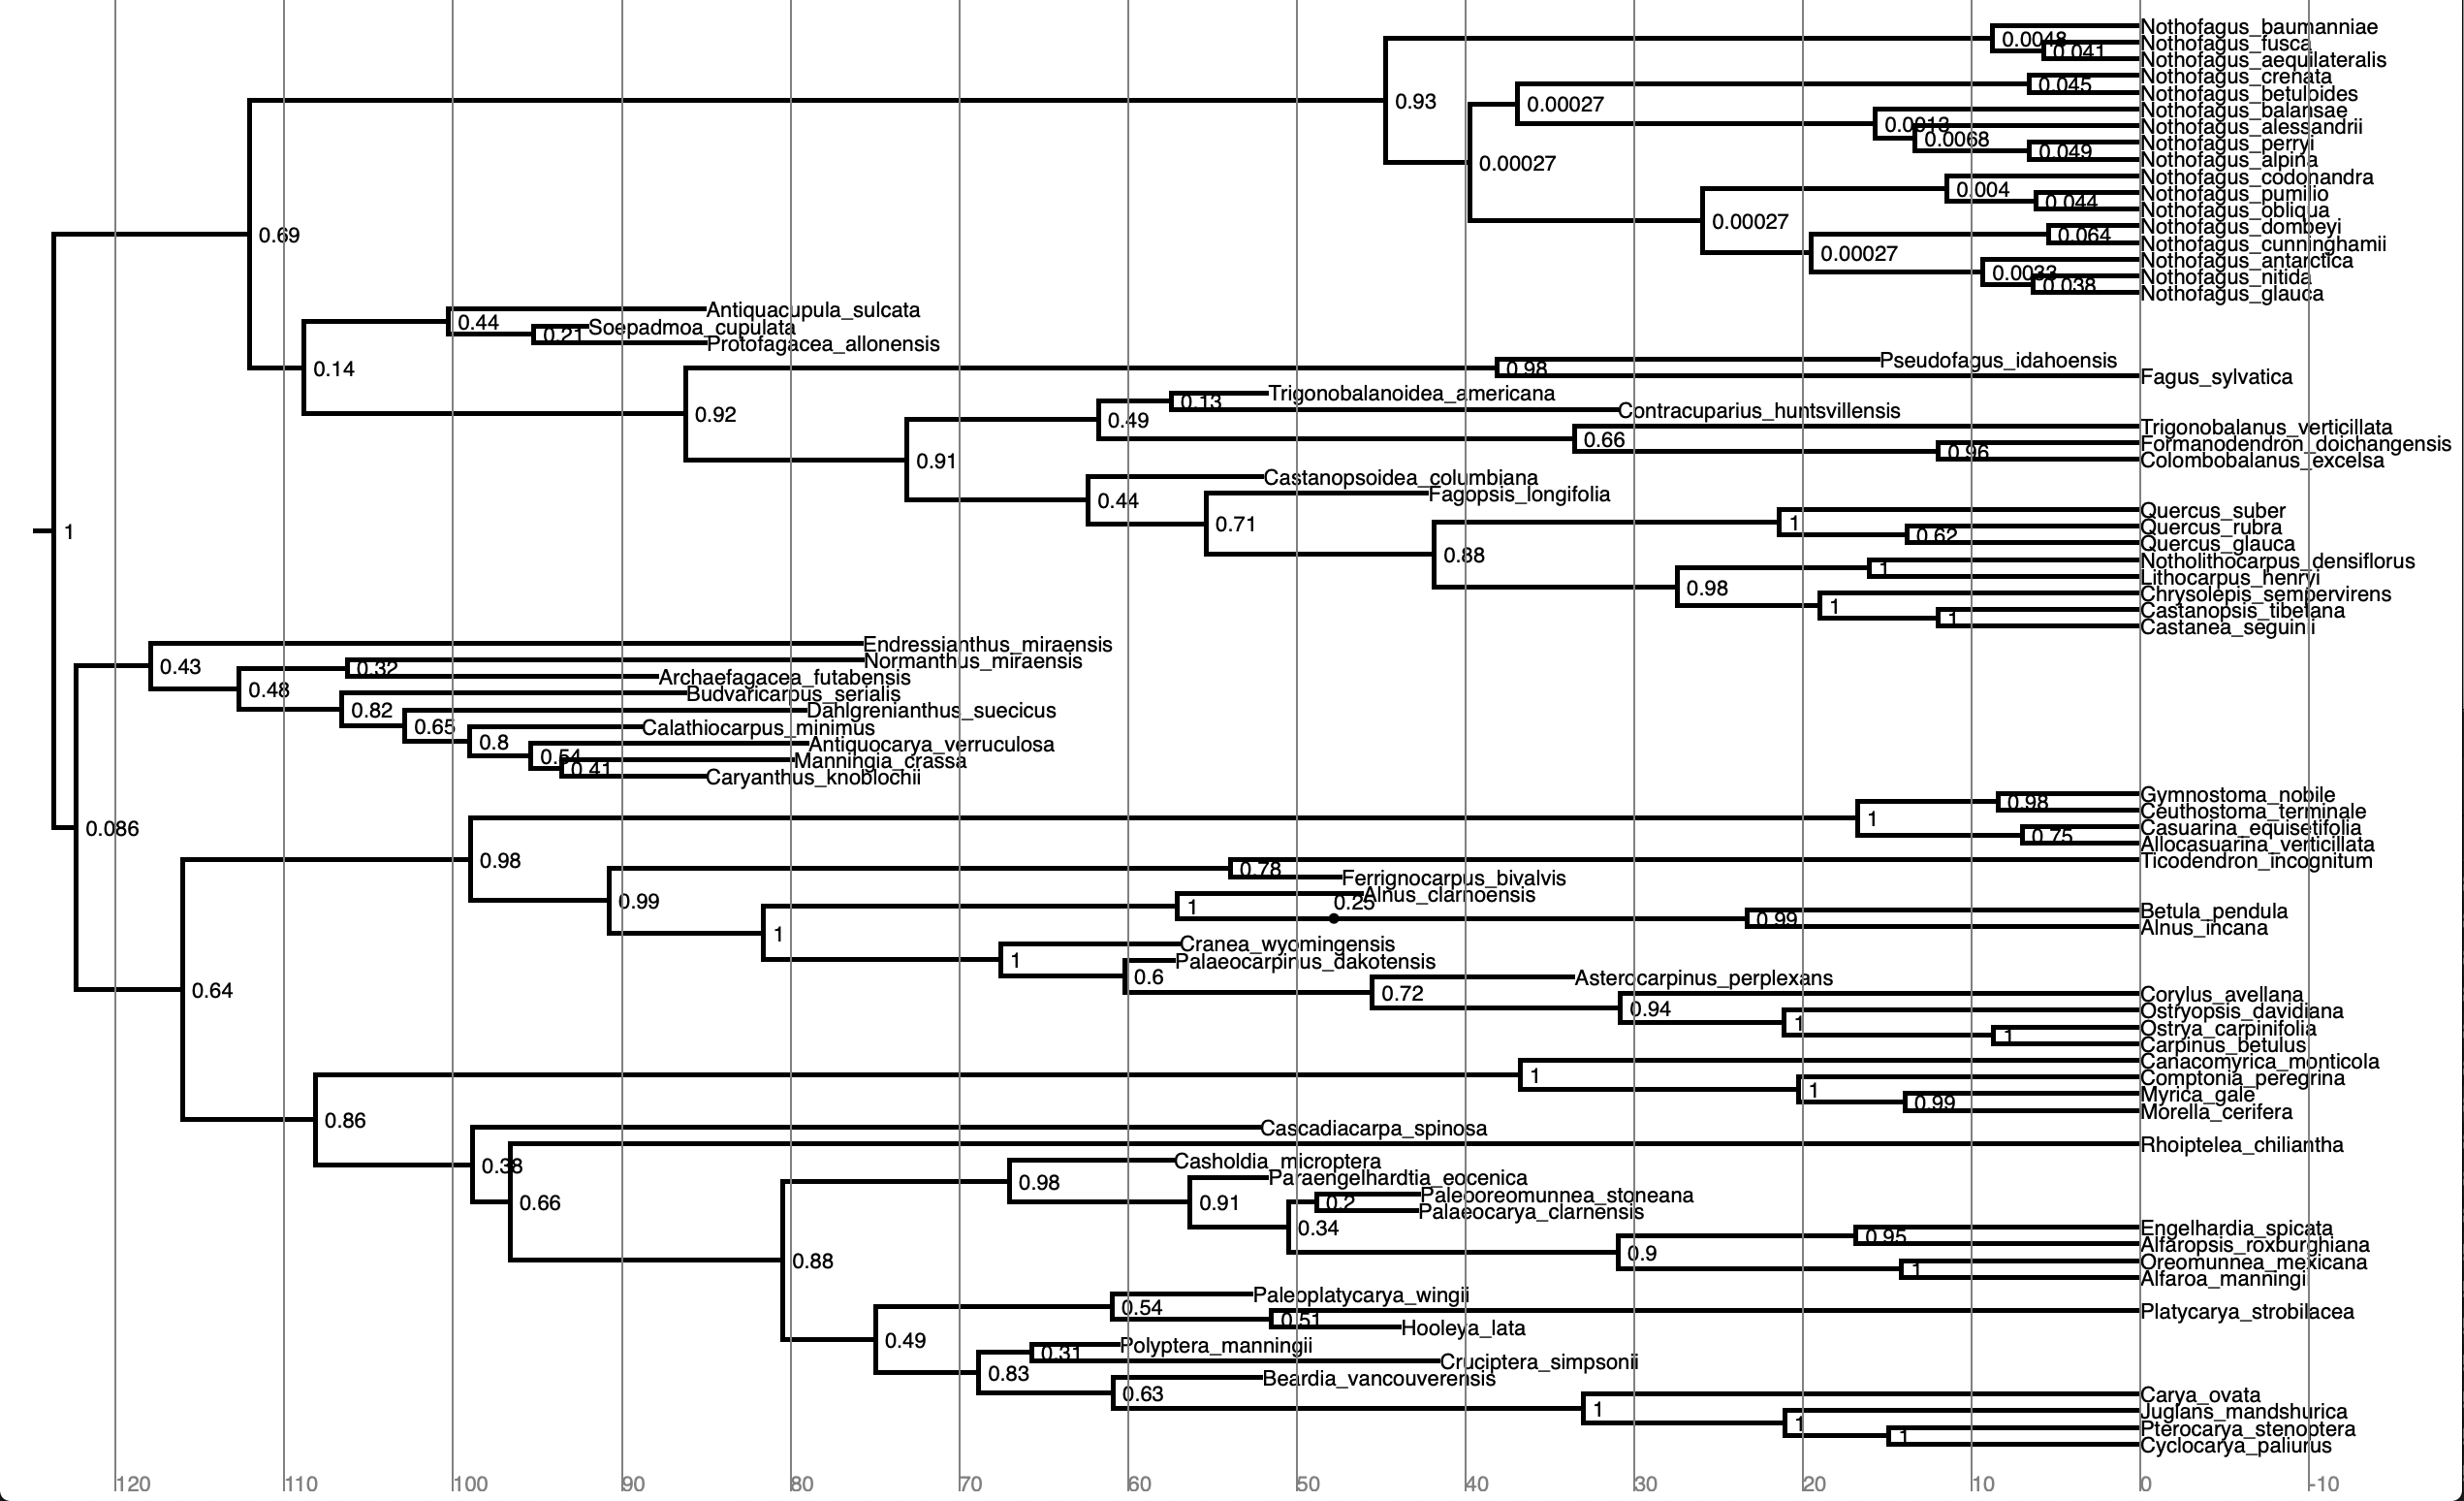 Nothofagus_baumanniae
0.0048
Nothofagus_fusca
0.041
Nothofagus_aequilateralis
Nothofagus_crenata
0.045
Nothofagus_betuloides
0.93
0.00027
Nothofagus_balansae
0.0013
Nothofagus_alessandrii
0.0068
Nothofagus_perryi
0.049
Nothofagus_alpina
0.00027
Nothofagus_codonandra
0.004
Nothofagus_pumilio
0.044
Nothofagus_obliqua
0.00027
Nothofagus_dombeyi
0.064
Nothofagus_cunninghamii
0.69
0.00027
Nothofagus_antarctica
0.0033
Nothofagus_nitida
0.038
Nothofagus_glauca
Antiquacupula_sulcata
0.44
Soepadmoa_cupulata
0.21
Protofagacea_allonensis
0.14
Pseudofagus_idahoensis
0.98
Fagus_sylvatica
Trigonobalanoidea_americana
0.13
Contracuparius_huntsvillensis
0.92
0.49
Trigonobalanus_verticillata
0.66
Formanodendron_doichangensis
0.96
Colombobalanus_excelsa
0.91
Castanopsoidea_columbiana
Fagopsis_longifolia
0.44
Quercus_suber
0.71
1
Quercus_rubra
0.62
Quercus_glauca
1
0.88
Notholithocarpus_densiflorus
1
Lithocarpus_henryi
0.98
Chrysolepis_sempervirens
1
Castanopsis_tibetana
1
Castanea_seguinii
Endressianthus_miraensis
0.43
Normanthus_miraensis
0.32
Archaefagacea_futabensis
0.48
Budvaricarpus_serialis
0.82
Dahlgrenianthus_suecicus
0.65
Calathiocarpus_minimus
0.8
Antiquocarya_verruculosa
0.54
Manningia_crassa
0.41
Caryanthus_knoblochii
Gymnostoma_nobile
0.98
Ceuthostoma_terminale
0.086
1
Casuarina_equisetifolia
0.75
Allocasuarina_verticillata
0.98
Ticodendron_incognitum
0.78
Ferrignocarpus_bivalvis
0.99
Alnus_clarnoensis
1
0.25
Betula_pendula
0.99
Alnus_incana
1
Cranea_wyomingensis
1
Palaeocarpinus_dakotensis
0.6
Asterocarpinus_perplexans
0.64
0.72
Corylus_avellana
0.94
Ostryopsis_davidiana
1
Ostrya_carpinifolia
1
Carpinus_betulus
Canacomyrica_monticola
1
Comptonia_peregrina
1
Myrica_gale
0.99
Morella_cerifera
0.86
Cascadiacarpa_spinosa
Rhoiptelea_chiliantha
0.38
Casholdia_microptera
0.98
Paraengelhardtia_eocenica
0.66
0.91
Paleooreomunnea_stoneana
0.2
Palaeocarya_clarnensis
0.34
Engelhardia_spicata
0.95
Alfaropsis_roxburghiana
0.88
0.9
Oreomunnea_mexicana
1
Alfaroa_manningii
Paleoplatycarya_wingii
0.54
Platycarya_strobilacea
0.51
Hooleya_lata
0.49
Polyptera_manningii
0.31
Cruciptera_simpsonii
0.83
Beardia_vancouverensis
0.63
Carya_ovata
1
Juglans_mandshurica
1
Pterocarya_stenoptera
1
Cyclocarya_paliurus
120 110 100 90 80 70 60 50 40 30 20 10 0 -10